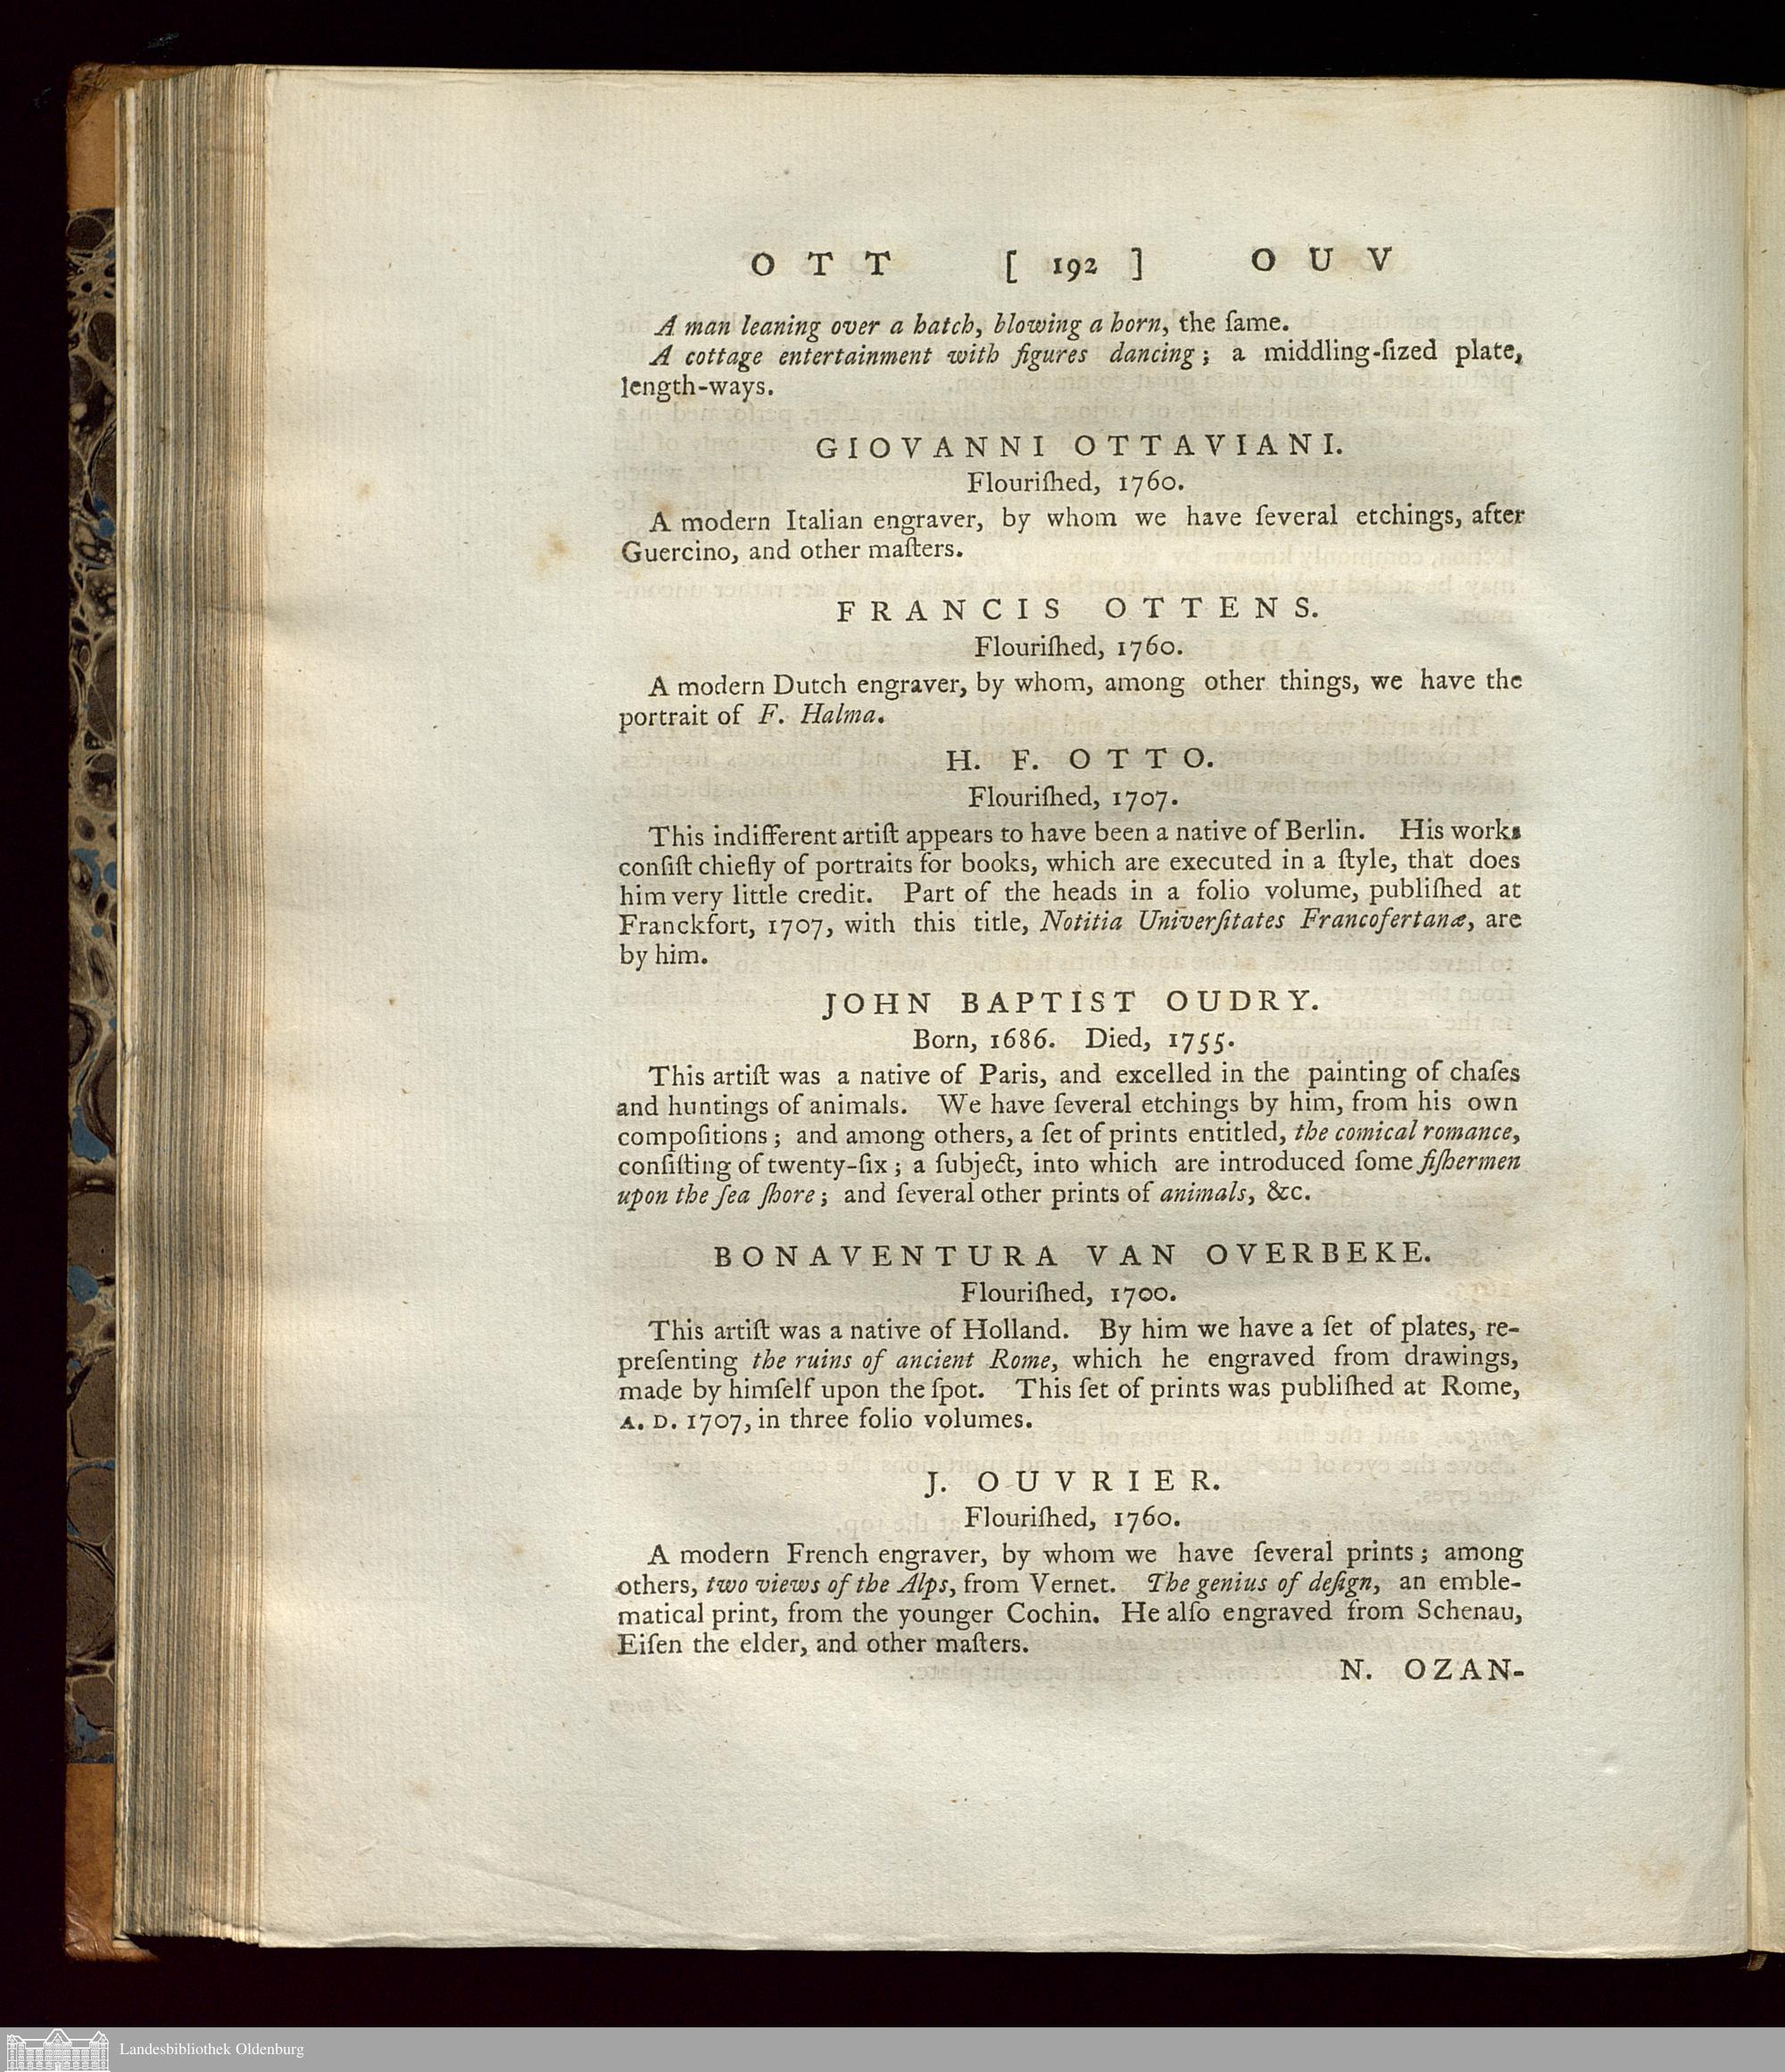 OTT [ 192 ] OUV
A man leaning over a hatch, blowing a horn, the ſame.
A cottage entertainment with figures dancing; a middling-ſized plate,
length-ways.
GIOVANNI OTTAVIANI.
Flouriſhed, 1760.
A modern Italian engraver, by whom we have ſeveral etchings, after
Guercino, and other maſters.
FRANCIS OTTENS.
Flouriſhed, 1760.
A modern Dutch engraver, by whom, among other things, we have the
portrait of F. Halma.
H. F. OTTO.
Flouriſhed, 1707.
This indifferent artiſt appears to have been a native of Berlin. His works
conſiſt chiefly of portraits for books, which are executed in a ſtyle, that does
him very little credit. Part of the heads in a folio volume, publiſhed at
Franckfort, 1707, with this title, Notitia Univerſitates Francofertanæ, are
by him.
JOHN BAPTIST OUDRY.
Born, 1686. Died, 1755.
This artiſt was a native of Paris, and excelled in the painting of chaſes
and huntings of animals. We have ſeveral etchings by him, from his own
compoſitions; and among others, a ſet of prints entitled, the comical romance,
conſiſting of twenty-ſix; a ſubject, into which are introduced ſome fiſhermen
upon the ſea ſhore; and ſeveral other prints of animals, &c.
BONAVENTURA VAN OVERBEKE.
Flouriſhed, 1700.
This artiſt was a native of Holland. By him we have a ſet of plates, re-
preſenting the ruins of ancient Rome, which he engraved from drawings,
made by himſelf upon the ſpot. This ſet of prints was publiſhed at Rome,
A. D. 1707, in three folio volumes.
J. OUVRIER.
Flouriſhed, 1760.
A modern French engraver, by whom we have ſeveral prints; among
others, two views of the Alps, from Vernet. The genius of deſign, an emble-
matical print, from the younger Cochin. He alſo engraved from Schenau,
Eiſen the elder, and other maſters.
N. OZAN-
Landesbibliothek Oldenburg